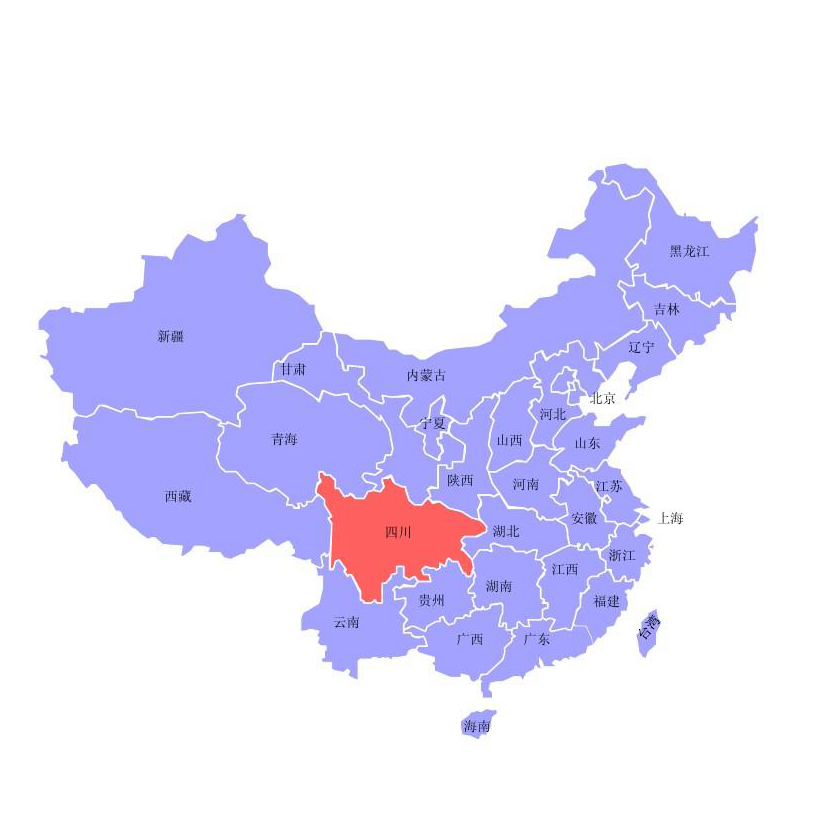 黑龙江
吉林
新疆
辽宁
甘肃
内蒙古
北京
河北
宁夏
青海
山西
山东
陕西
河南
江苏
西藏
安徽
上海
四川
湖北
浙江
江西
湖南
贵州
福建
云南
台湾
广西
广东
海南